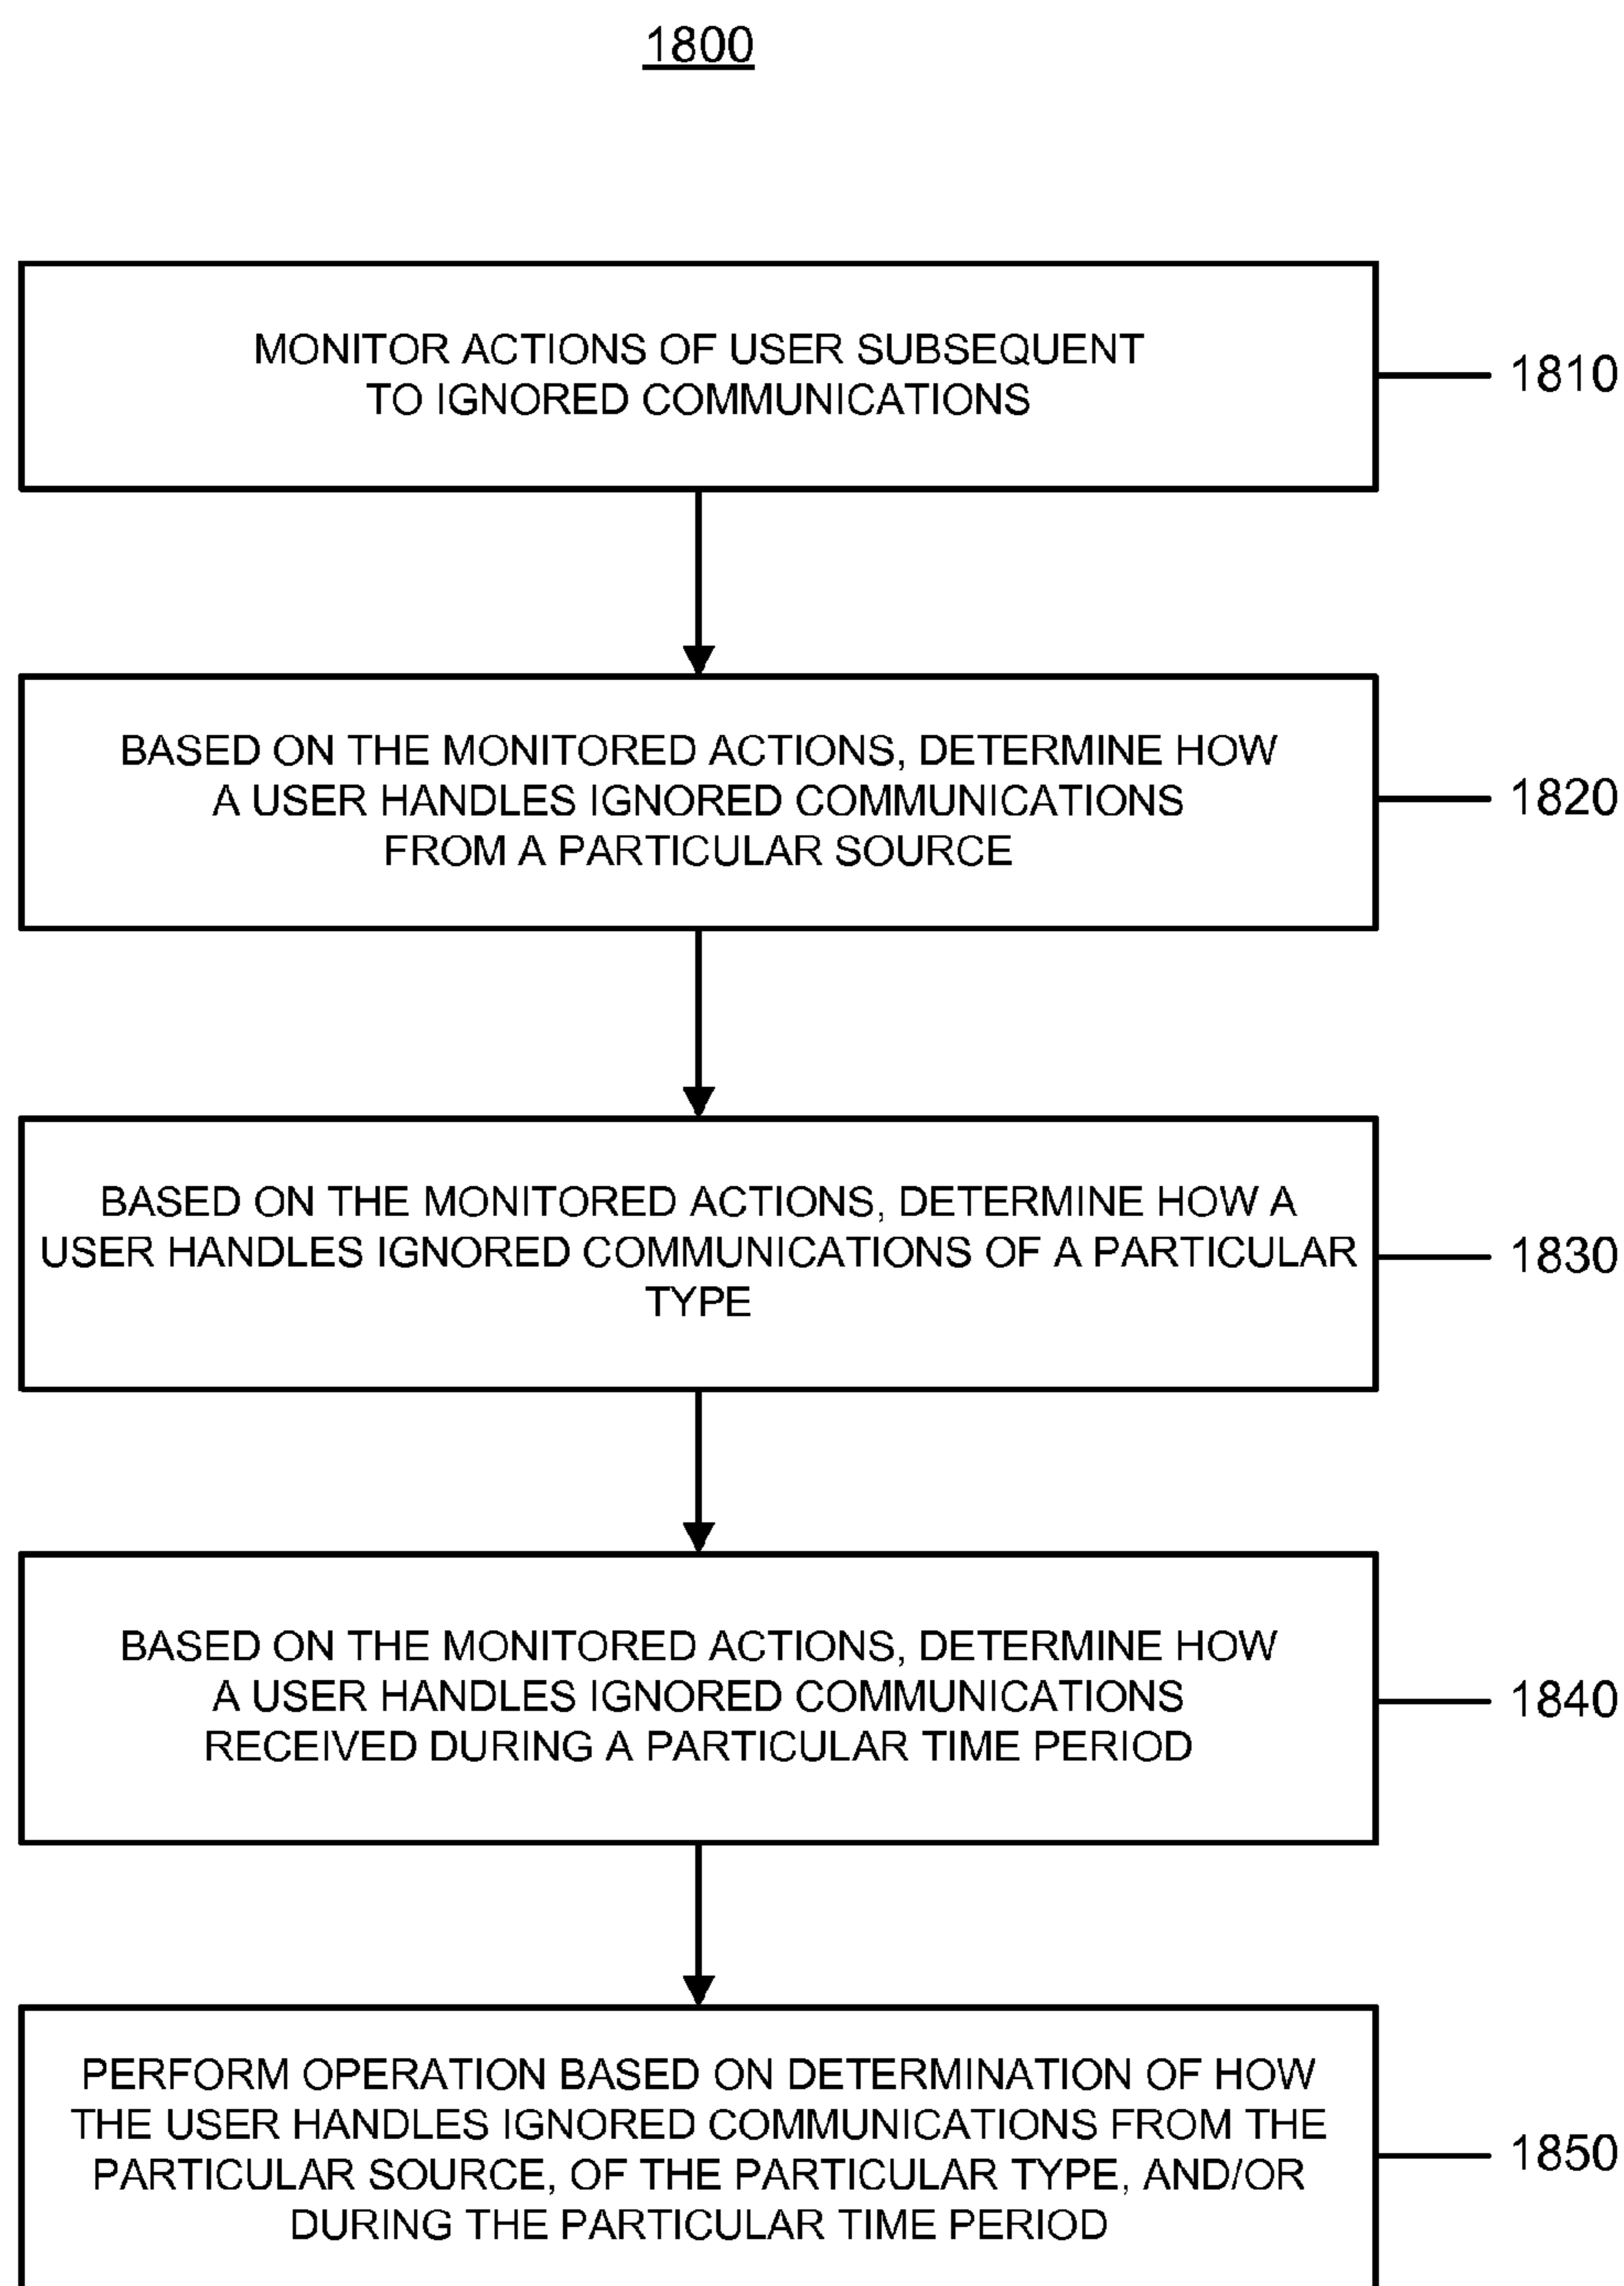 1800
MONITOR ACTIONS OF USER SUBSEQUENT
TO IGNORED COMMUNICATIONS
1810
BASED ON THE MONITORED ACTIONS, DETERMINE HOW
A USER HANDLES IGNORED COMMUNICATIONS
FROM A PARTICULAR SOURCE
1820
BASED ON THE MONITORED ACTIONS, DETERMINE HOW A
USER HANDLES IGNORED COMMUNICATIONS OF A PARTICULAR
TYPE
1830
BASED ON THE MONITORED ACTIONS, DETERMINE HOW
A USER HANDLES IGNORED COMMUNICATIONS
RECEIVED DURING A PARTICULAR TIME PERIOD
1840
PERFORM OPERATION BASED ON DETERMINATION OF HOW
THE USER HANDLES IGNORED COMMUNICATIONS FROM THE
PARTICULAR SOURCE, OF THE PARTICULAR TYPE, AND/OR
DURING THE PARTICULAR TIME PERIOD
1850